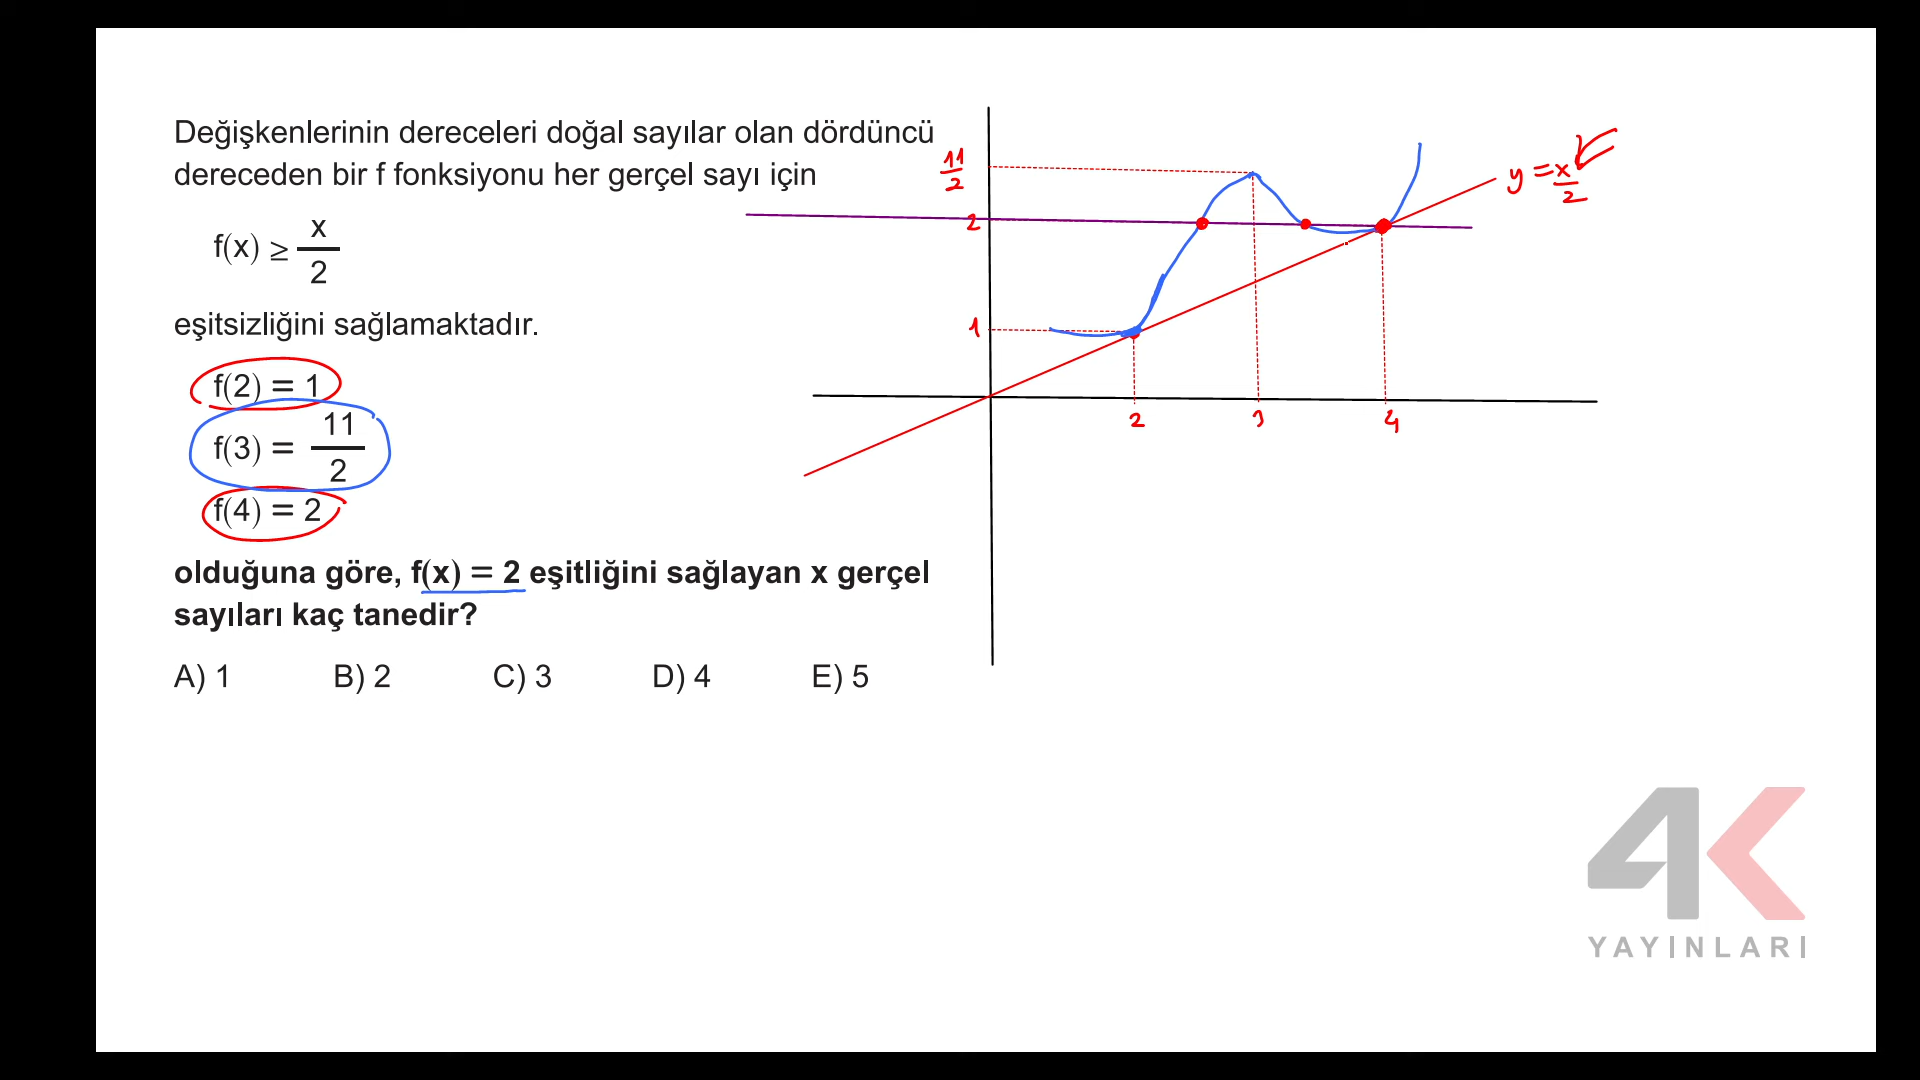 Değişkenlerinin dereceleri doğal sayılar olan dördüncü
dereceden bir f fonksiyonu her gerçel sayı için
f(x) ≥ x/2
eşitsizliğini sağlamaktadır.
f(2) = 1
f(3) = 11/2
f(4) = 2
olduğuna göre, f(x) = 2 eşitliğini sağlayan x gerçel
sayıları kaç tanedir?
A) 1 B) 2 C) 3 D) 4 E) 5
11/2
2
1
2 3 4
y = x/2
4K
YAYINLARI